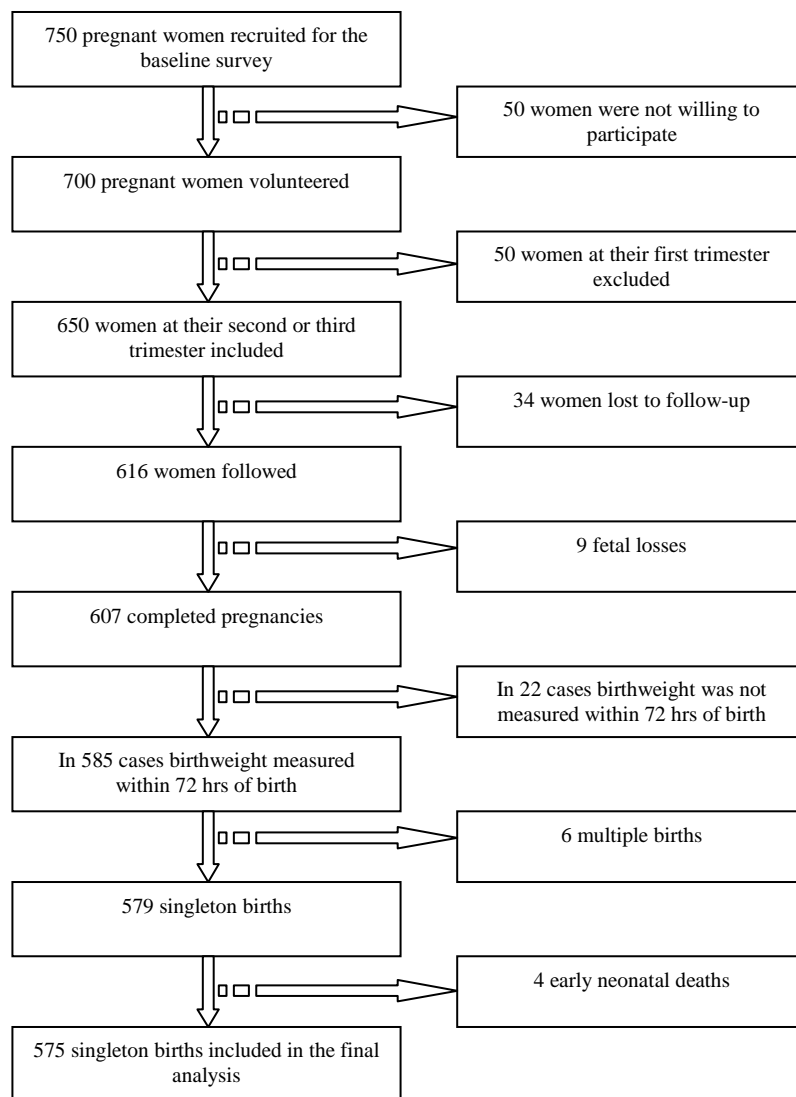 750 pregnant women recruited for the
baseline survey
50 women were not willing to
participate
700 pregnant women volunteered
50 women at their first trimester
excluded
650 women at their second or third
trimester included
34 women lost to follow-up
616 women followed
9 fetal losses
607 completed pregnancies
In 22 cases birthweight was not
measured within 72 hrs of birth
In 585 cases birthweight measured
within 72 hrs of birth
6 multiple births
579 singleton births
4 early neonatal deaths
575 singleton births included in the final
analysis